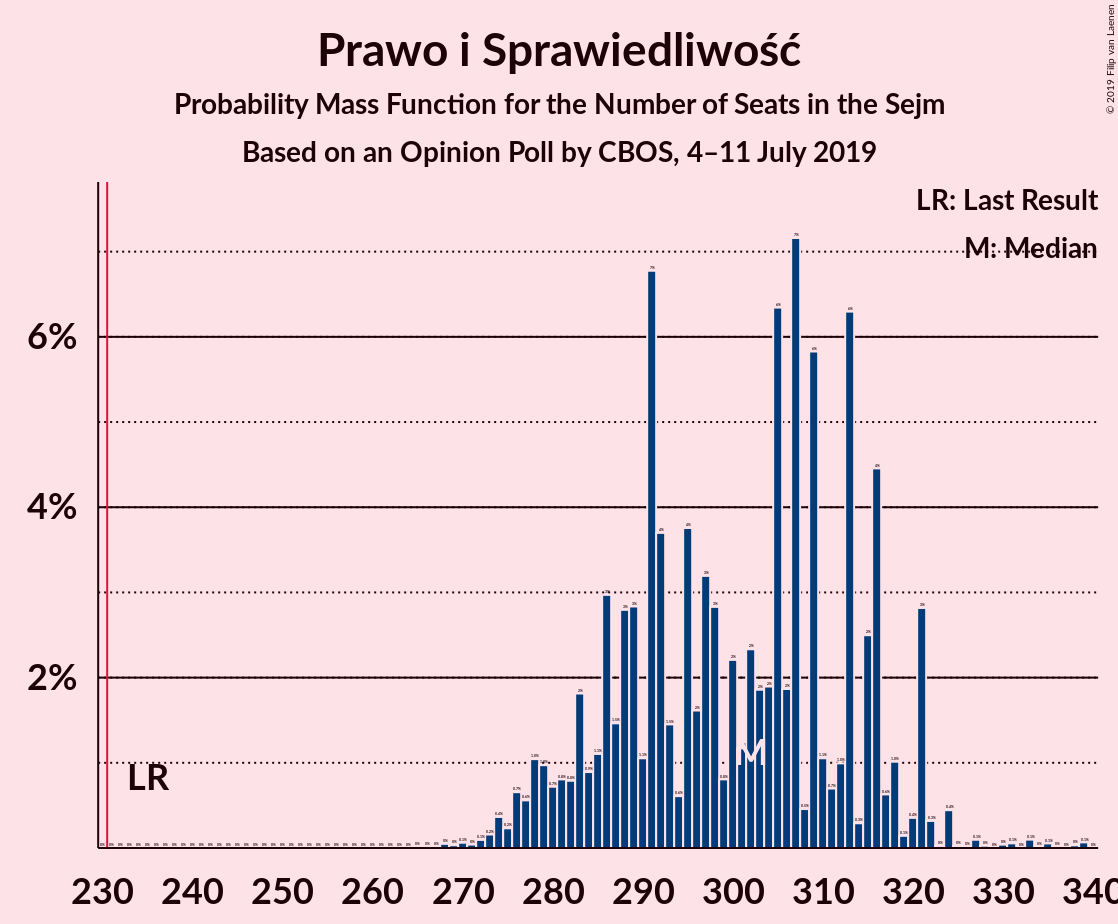 Prawo i Sprawiedliwość
Probability Mass Function for the Number of Seats in the Sejm
Based on an Opinion Poll by CBOS, 4–11 July 2019
© 2019 Filip van Laenen
LR: Last Result
M: Median
6%
4%
2%
LR
M
230 240 250 260 270 280 290 300 310 320 330 340